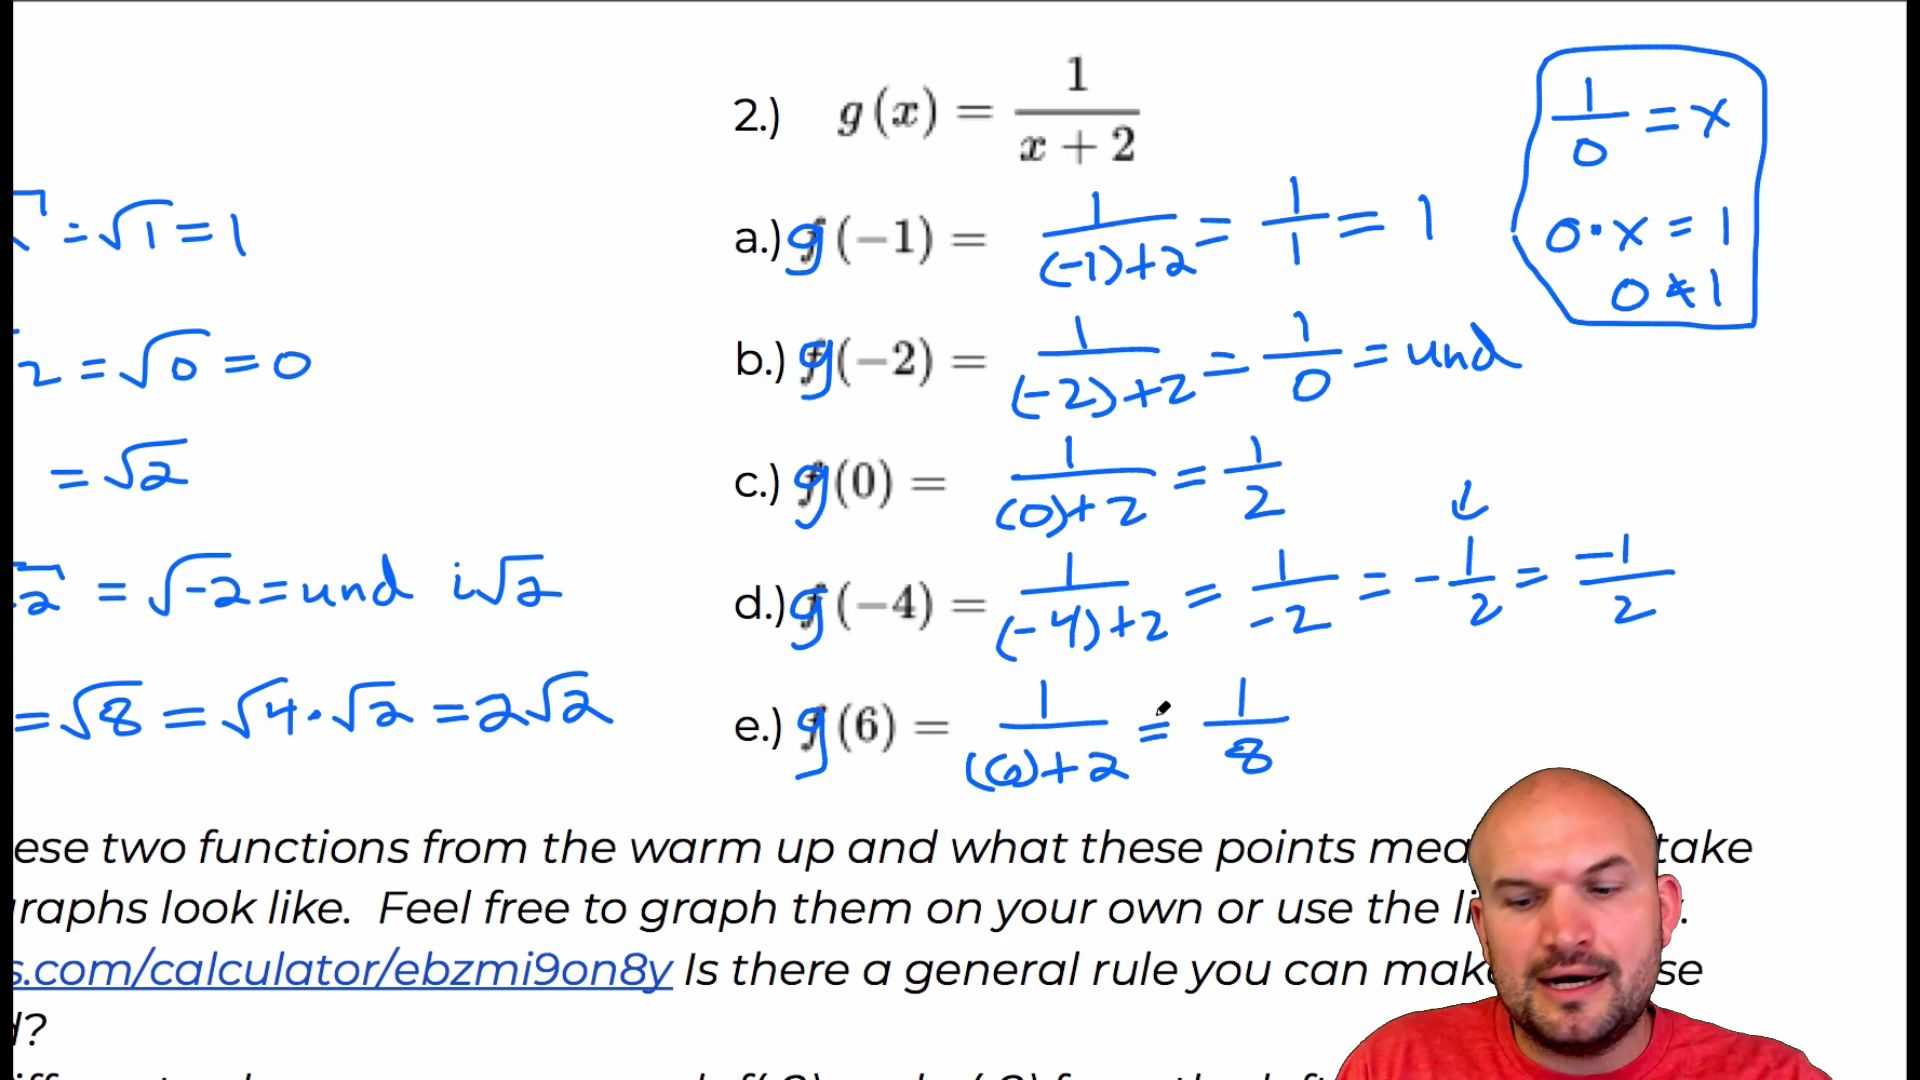 2.) g(x) = 1/(x + 2)
1/0 = x
0·x = 1
0 ≠ 1
= √1 = 1
a.) g(−1) = 1/((-1)+2) = 1/1 = 1
2 = √0 = 0
b.) g(−2) = 1/((-2)+2) = 1/0 = und
= √2
c.) g(0) = 1/((0)+2) = 1/2
2 = √-2 = und i√2
d.) g(−4) = 1/((-4)+2) = 1/-2 = -1/2 = -1/2
= √8 = √4 · √2 = 2√2
e.) g(6) = 1/((6)+2) = 1/8
ese two functions from the warm up and what these points take
raphs look like. Feel free to graph them on your own or use the
s.com/calculator/ebzmi9on8y Is there a general rule you can se
?